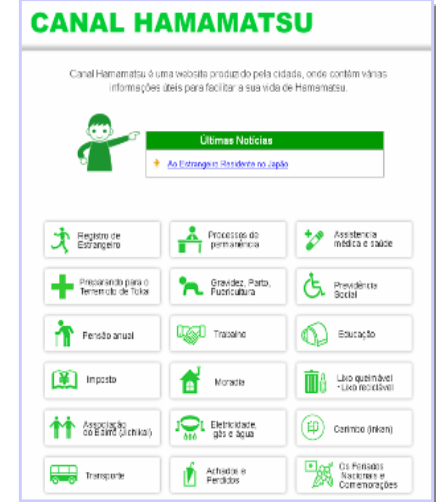 CANAL HAMAMATSU
Canal Hamamatsu é uma website produzido pela cidade, onde contém várias
informações úteis para facilitar a sua vida de Hamamatsu.
Últimas Notícias
Ao Estrangeiro Residente no Japão
Registro de
Estrangeiro
Processos de
permanência
Assistencia
médica e saúde
Preparando para o
Terremoto de Tokai
Gravidez, Parto,
Puericultura
Previdência
Social
Pensão anual
Trabalho
Educação
Imposto
Moradia
Lixo queimável
・Lixo reciclável
Associação
do Bairro (Jichikai)
Eletricidade,
gás e água
印
Carimbo (inken)
Transporte
Achados e
Perdidos
Os Feriados
Nacionais e
Comemorações